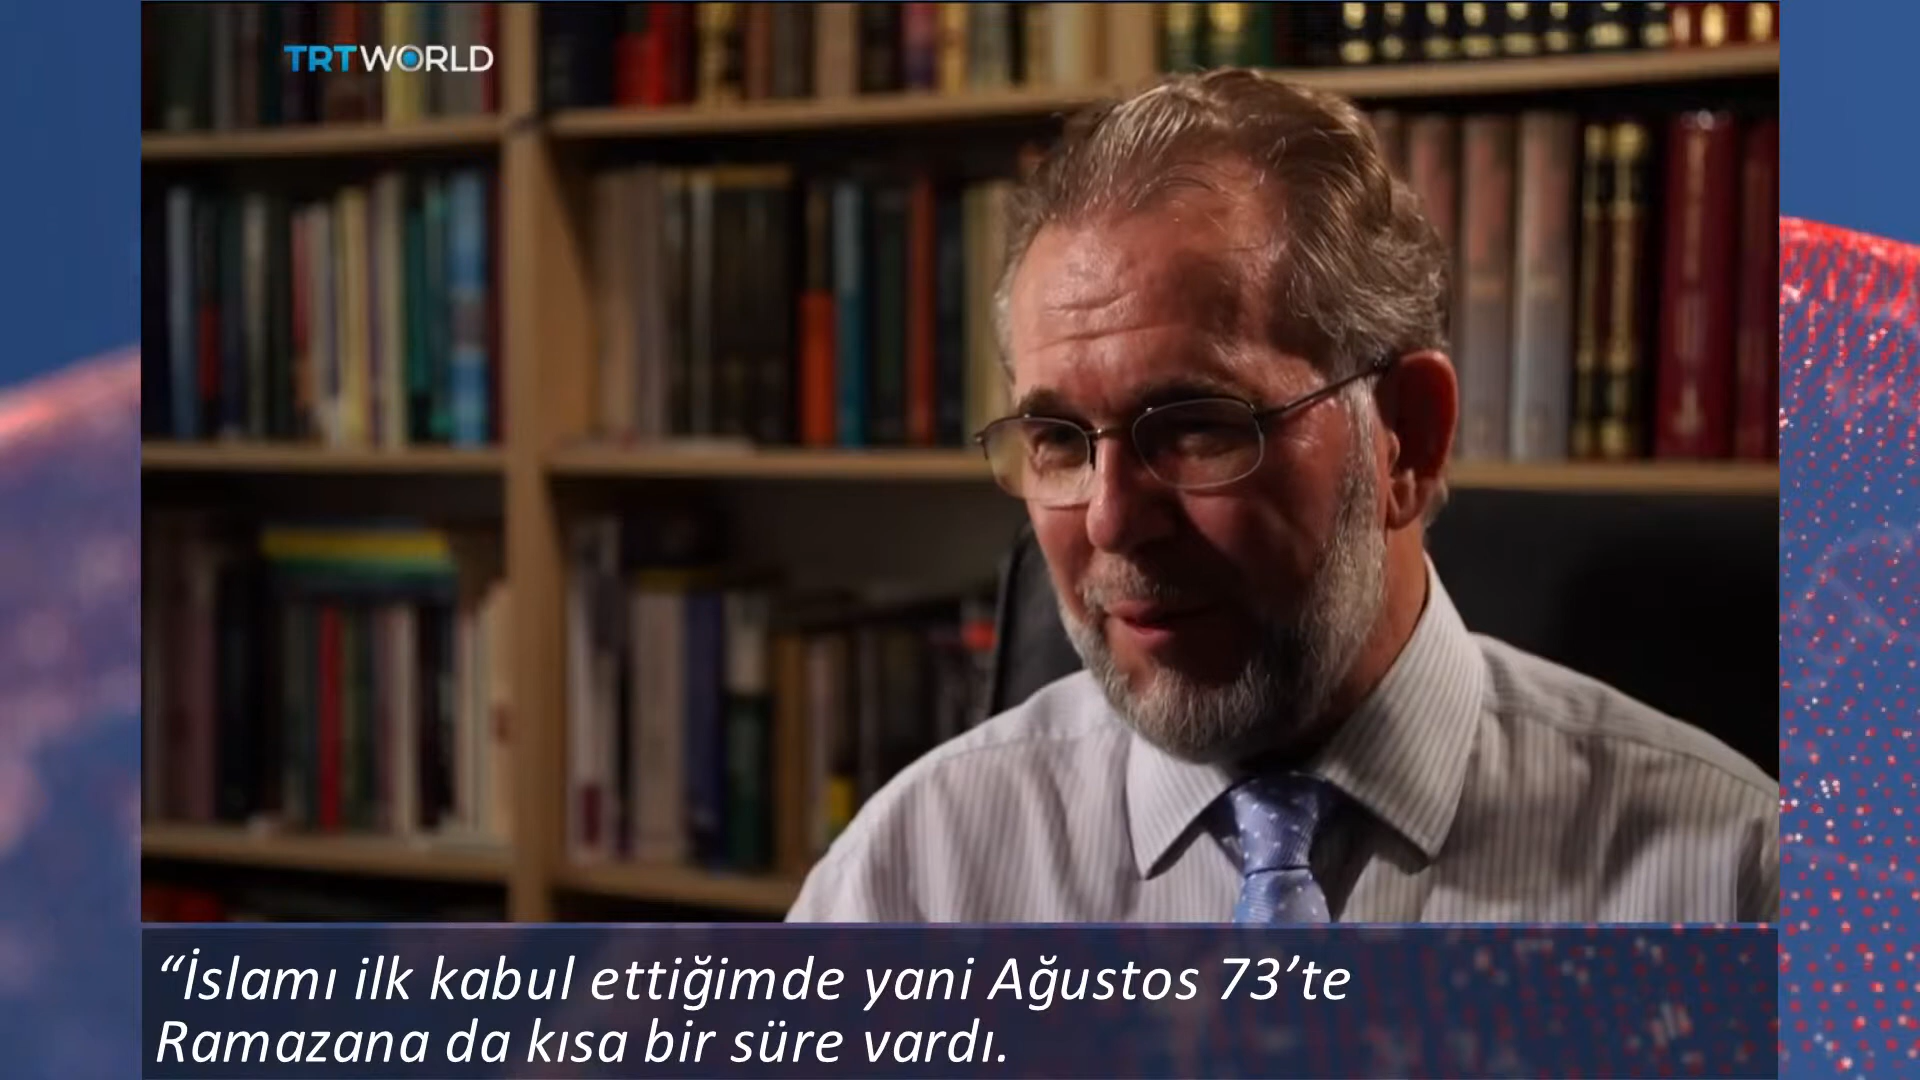 TRTWORLD
“İslamı ilk kabul ettiğimde yani Ağustos 73’te
Ramazana da kısa bir süre vardı.